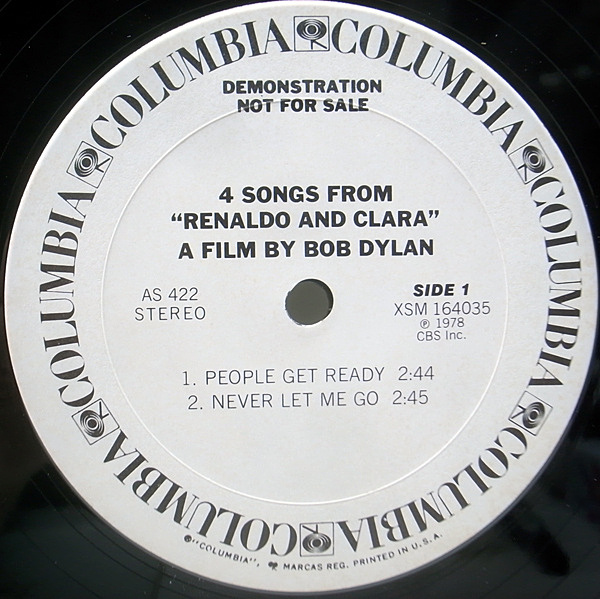 COLUMBIA COLUMBIA COLUMBIA COLUMBIA COLUMBIA COLUMBIA COLUMBIA COLUMBIA
DEMONSTRATION
NOT FOR SALE
4 SONGS FROM
“RENALDO AND CLARA”
A FILM BY BOB DYLAN
AS 422
STEREO
SIDE 1
XSM 164035
℗ 1978
CBS Inc.
1. PEOPLE GET READY 2:44
2. NEVER LET ME GO 2:45
® "COLUMBIA", MARCAS REG. PRINTED IN U.S.A.